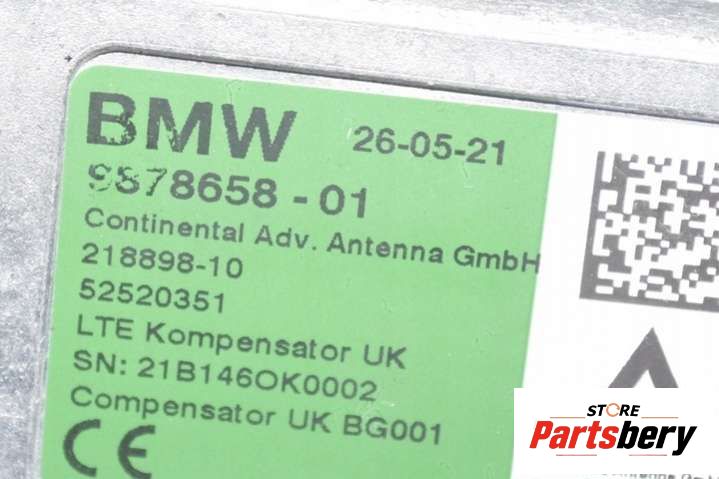 BMW 26-05-21
9878658-01
Continental Adv. Antenna GmbH
218898-10
52520351
LTE Kompensator UK
SN: 21B146OK0002
Compensator UK BG001
CE
STORE
Partsbery